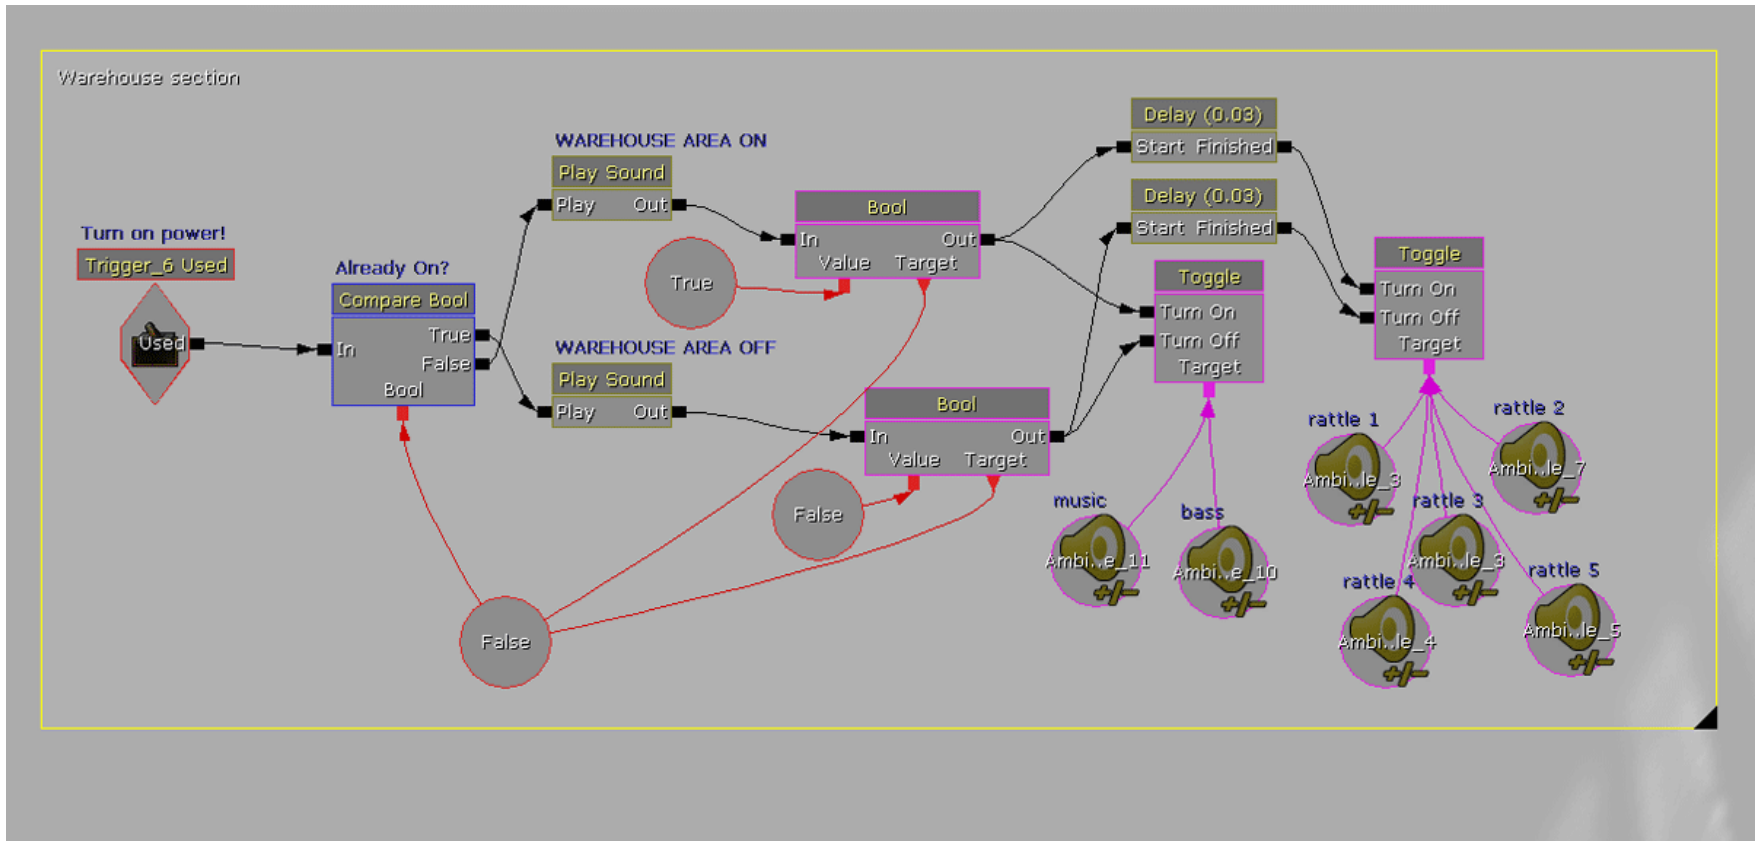 Warehouse section
Turn on power!
Trigger_6 Used
Used
Already On?
Compare Bool
In
True
False
Bool
WAREHOUSE AREA ON
Play Sound
Play Out
WAREHOUSE AREA OFF
Play Sound
Play Out
True
Bool
In Out
Value Target
False
Bool
In Out
Value Target
False
Delay (0.03)
Start Finished
Delay (0.03)
Start Finished
Toggle
Turn On
Turn Off
Target
music
Ambi..e_11
bass
Ambi..e_10
Toggle
Turn On
Turn Off
Target
rattle 1
Ambi..le_3
rattle 2
Ambi..le_7
rattle 3
Ambi..le_3
rattle 4
Ambi..le_4
rattle 5
Ambi..le_5